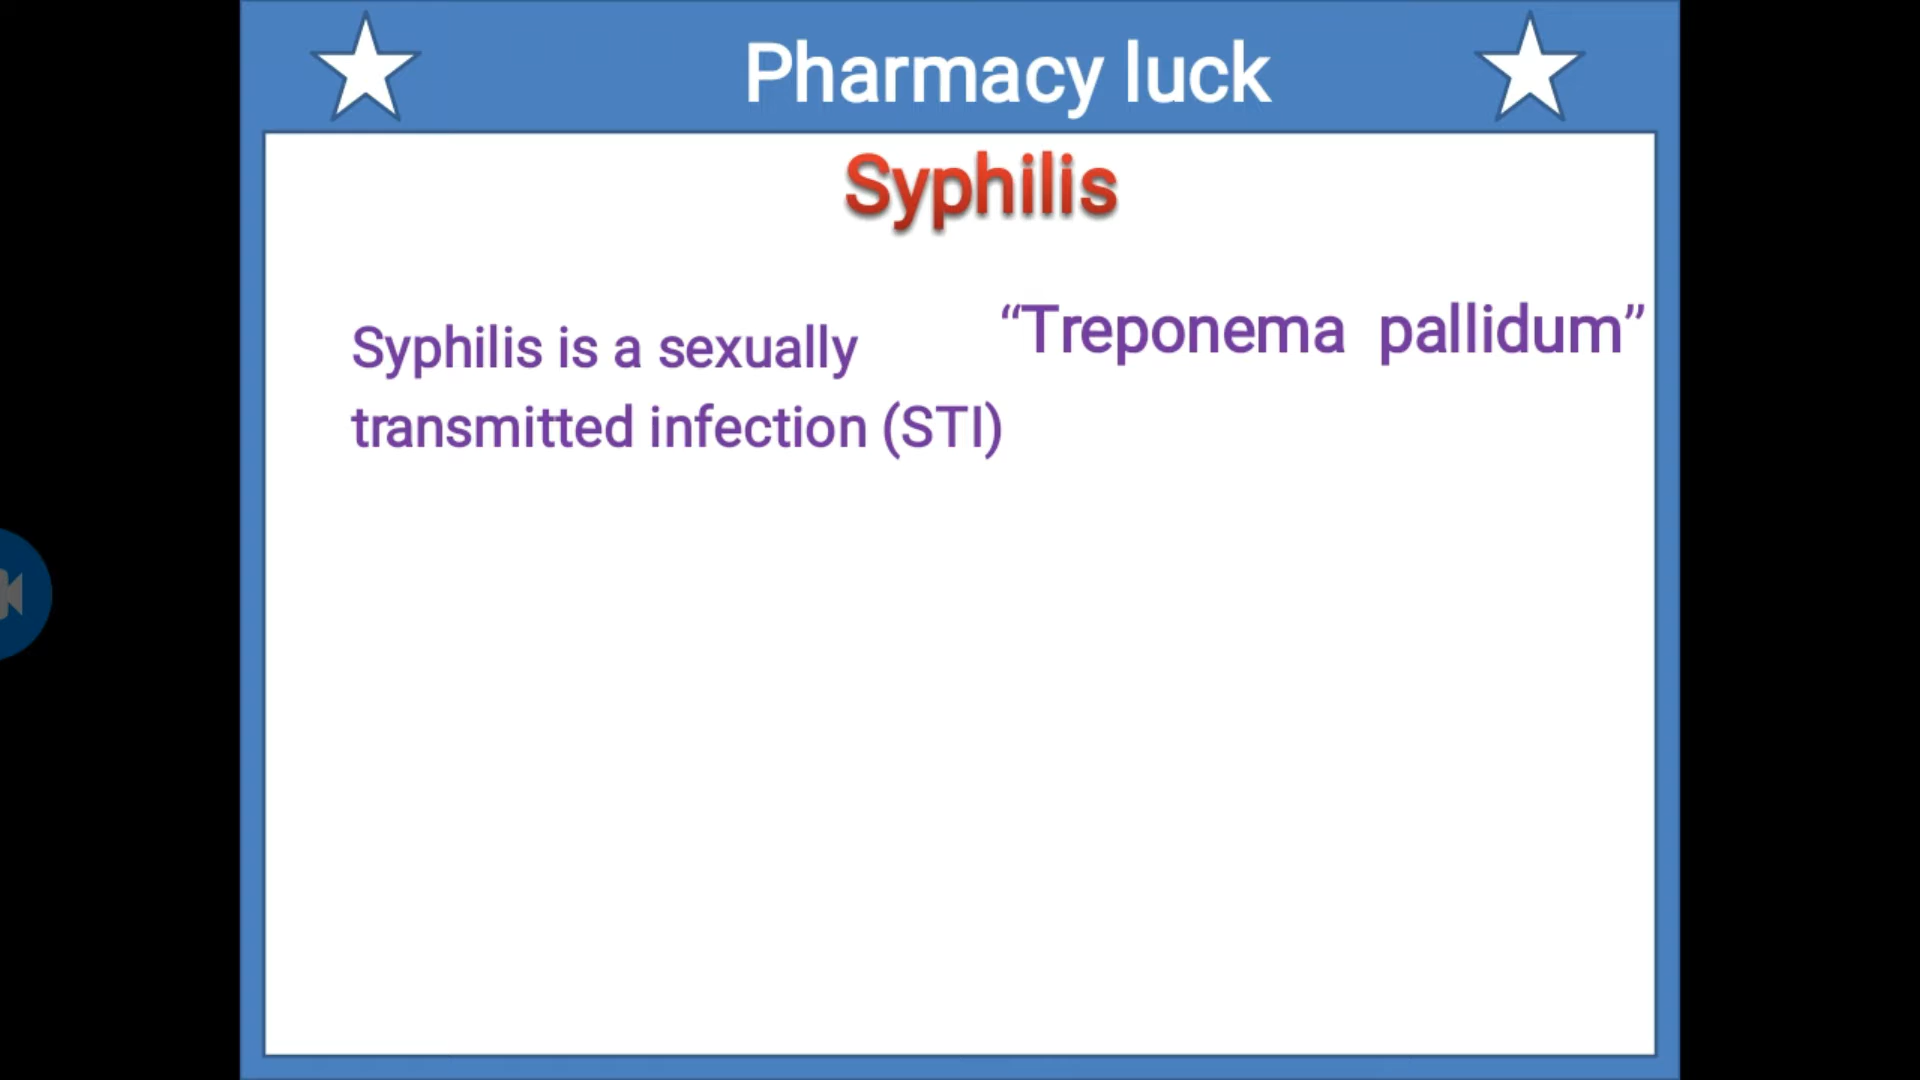 Pharmacy luck
Syphilis
Syphilis is a sexually
transmitted infection (STI)
“Treponema pallidum”